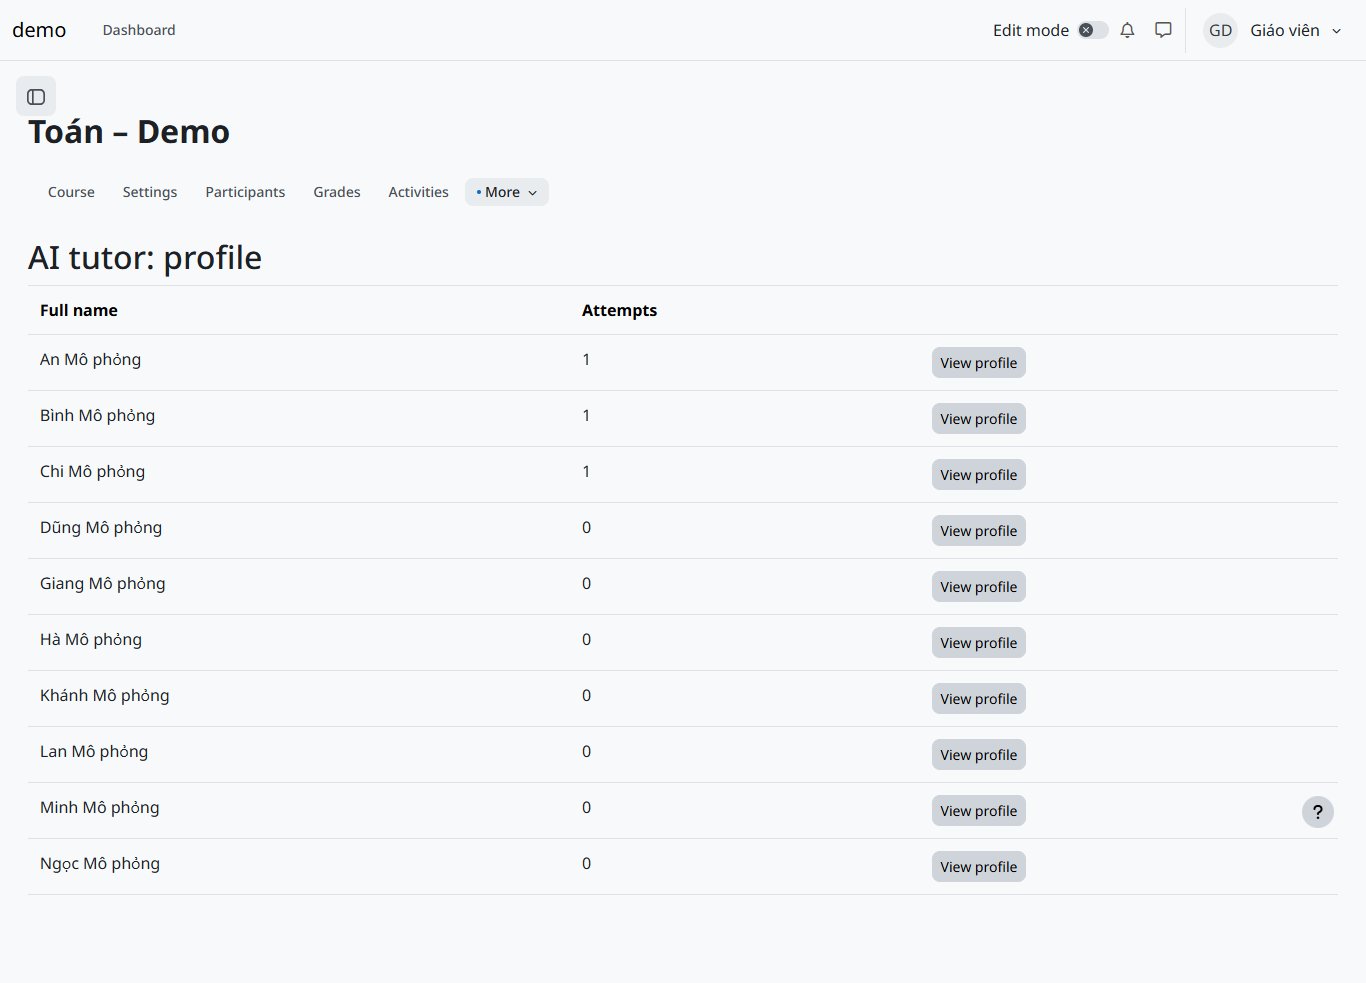 demo Dashboard Edit mode GD Giáo viên
Toán – Demo
Course Settings Participants Grades Activities • More
AI tutor: profile
Full name Attempts
An Mô phỏng 1 View profile
Bình Mô phỏng 1 View profile
Chi Mô phỏng 1 View profile
Dũng Mô phỏng 0 View profile
Giang Mô phỏng 0 View profile
Hà Mô phỏng 0 View profile
Khánh Mô phỏng 0 View profile
Lan Mô phỏng 0 View profile
Minh Mô phỏng 0 View profile ?
Ngọc Mô phỏng 0 View profile